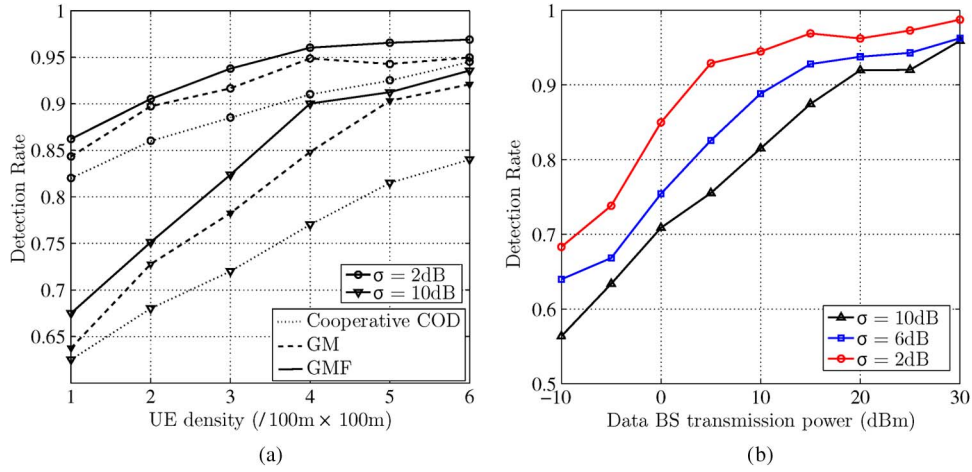 Detection Rate
0.95
0.9
0.85
0.8
0.75
0.7
0.65
σ = 2dB
σ = 10dB
Cooperative COD
GM
GMF
1 2 3 4 5 6
UE density (/100m × 100m)
(a)
Detection Rate
1
0.9
0.8
0.7
0.6
0.5
σ = 10dB
σ = 6dB
σ = 2dB
−10 0 10 20 30
Data BS transmission power (dBm)
(b)